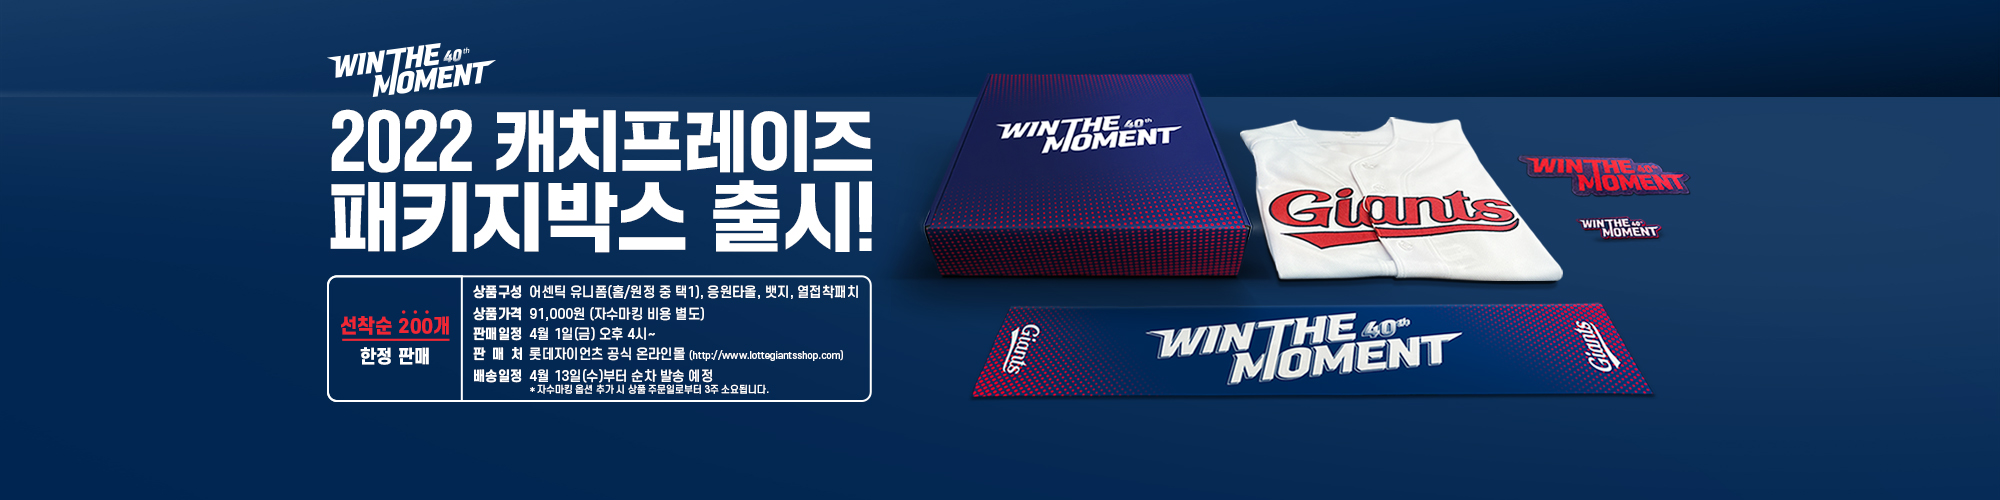 WIN THE 40th
MOMENT
2022 캐치프레이즈
패키지박스 출시!
선착순 200개
한정 판매
상품구성 어센틱 유니폼(홈/원정 중 택1), 응원타올, 뱃지, 열접착패치
상품가격 91,000원 (자수마킹 비용 별도)
판매일정 4월 1일(금) 오후 4시~
판 매 처 롯데자이언츠 공식 온라인몰 (http://www.lottegiantsshop.com)
배송일정 4월 13일(수)부터 순차 발송 예정
* 자수마킹 옵션 추가 시 상품 주문일로부터 3주 소요됩니다.
WIN THE 40th
MOMENT
Giants
WIN THE 40th
MOMENT
WIN THE 40th
MOMENT
Giants
WIN THE 40th
MOMENT
Giants